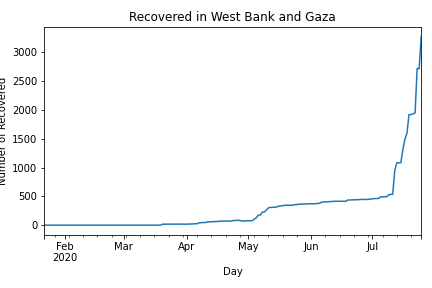 Recovered in West Bank and Gaza
Number of Recovered
3000
2500
2000
1500
1000
500
0
Feb
2020
Mar
Apr
May
Jun
Jul
Day